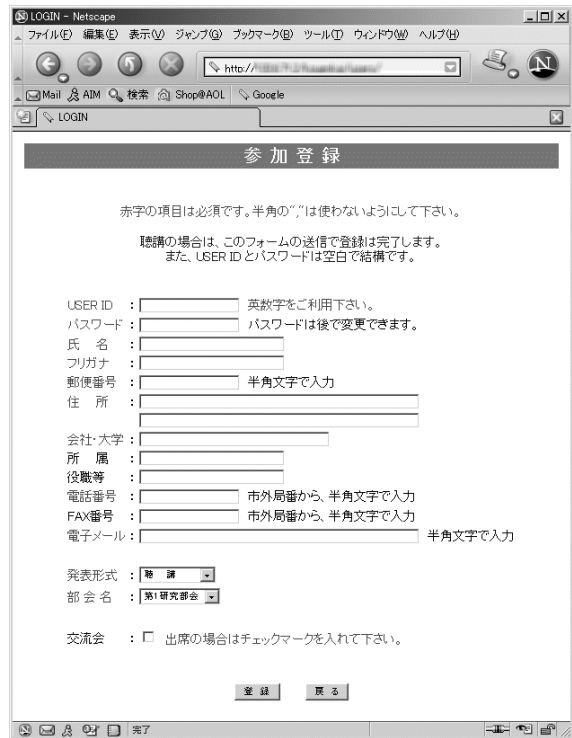 LOGIN - Netscape
ファイル(F) 編集(E) 表示(V) ジャンプ(G) ブックマーク(B) ツール(T) ウィンドウ(W) ヘルプ(H)
http://
Mail AIM 検索 Shop@AOL Google
LOGIN
参加登録
赤字の項目は必須です。半角の","は使わないようにして下さい。
聴講の場合は、このフォームの送信で登録は完了します。
また、USER IDとパスワードは空白で結構です。
USER ID : 英数字をご利用下さい。
パスワード : パスワードは後で変更できます。
氏 名 :
フリガナ :
郵便番号 : 半角文字で入力
住 所 :
会社・大学 :
所 属 :
役職等 :
電話番号 : 市外局番から、半角文字で入力
FAX番号 : 市外局番から、半角文字で入力
電子メール : 半角文字で入力
発表形式 : 聴 講
部会名 : 第1研究部会
交流会 : 出席の場合はチェックマークを入れて下さい。
登録 戻る
完了